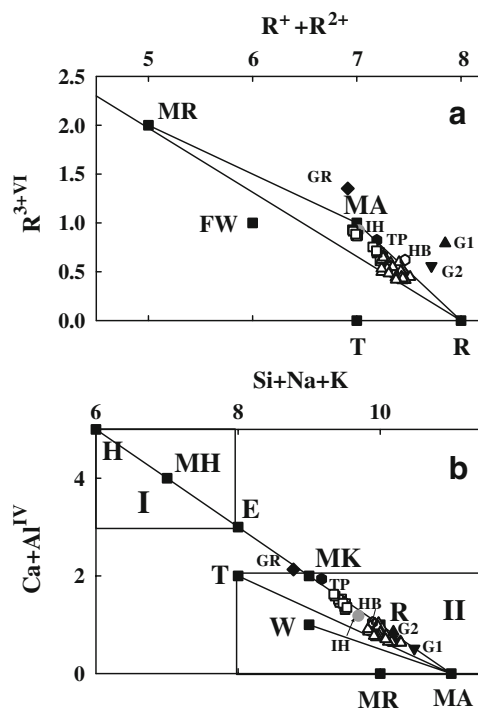 R⁺ +R²⁺
5 6 7 8
2.5
a
MR
2.0
R³⁺ⱽᴵ
1.5
GR
MA
1.0
FW
IH
TP
HB
G1
G2
0.5
0.0
T R
Si+Na+K
6 8 10
b
H
MH
4
I
E
Ca+Alᴵⱽ
GR
MK
2
T
TP
HB
R
II
W
IH
G2
G1
0
MR MA